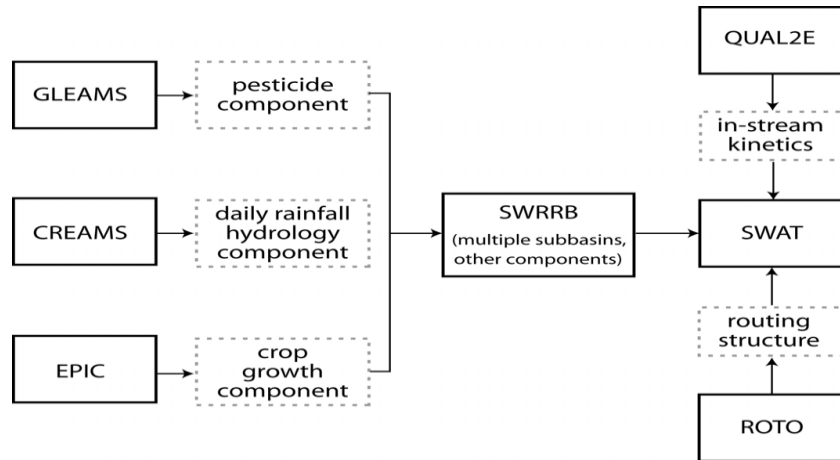 GLEAMS
pesticide
component
CREAMS
daily rainfall
hydrology
component
EPIC
crop
growth
component
SWRRB
(multiple subbasins,
other components)
QUAL2E
in-stream
kinetics
SWAT
routing
structure
ROTO